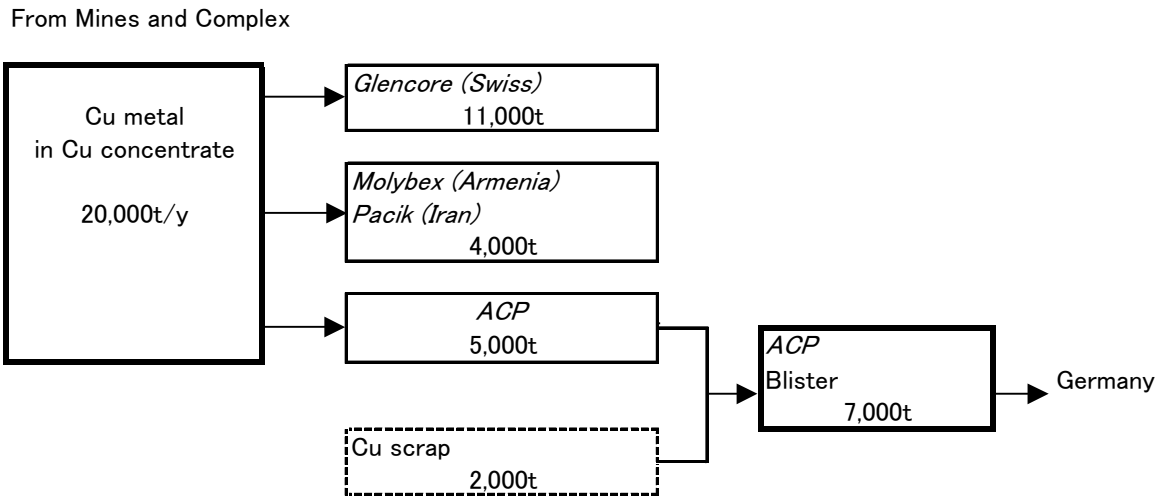 From Mines and Complex
Cu metal
in Cu concentrate
20,000t/y
Glencore (Swiss)
11,000t
Molybex (Armenia)
Pacik (Iran)
4,000t
ACP
5,000t
Cu scrap
2,000t
ACP
Blister
7,000t
Germany